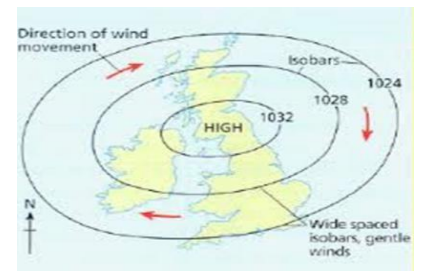 Direction of wind
movement
Isobars
1024
1028
1032
HIGH
N
Wide spaced
isobars, gentle
winds